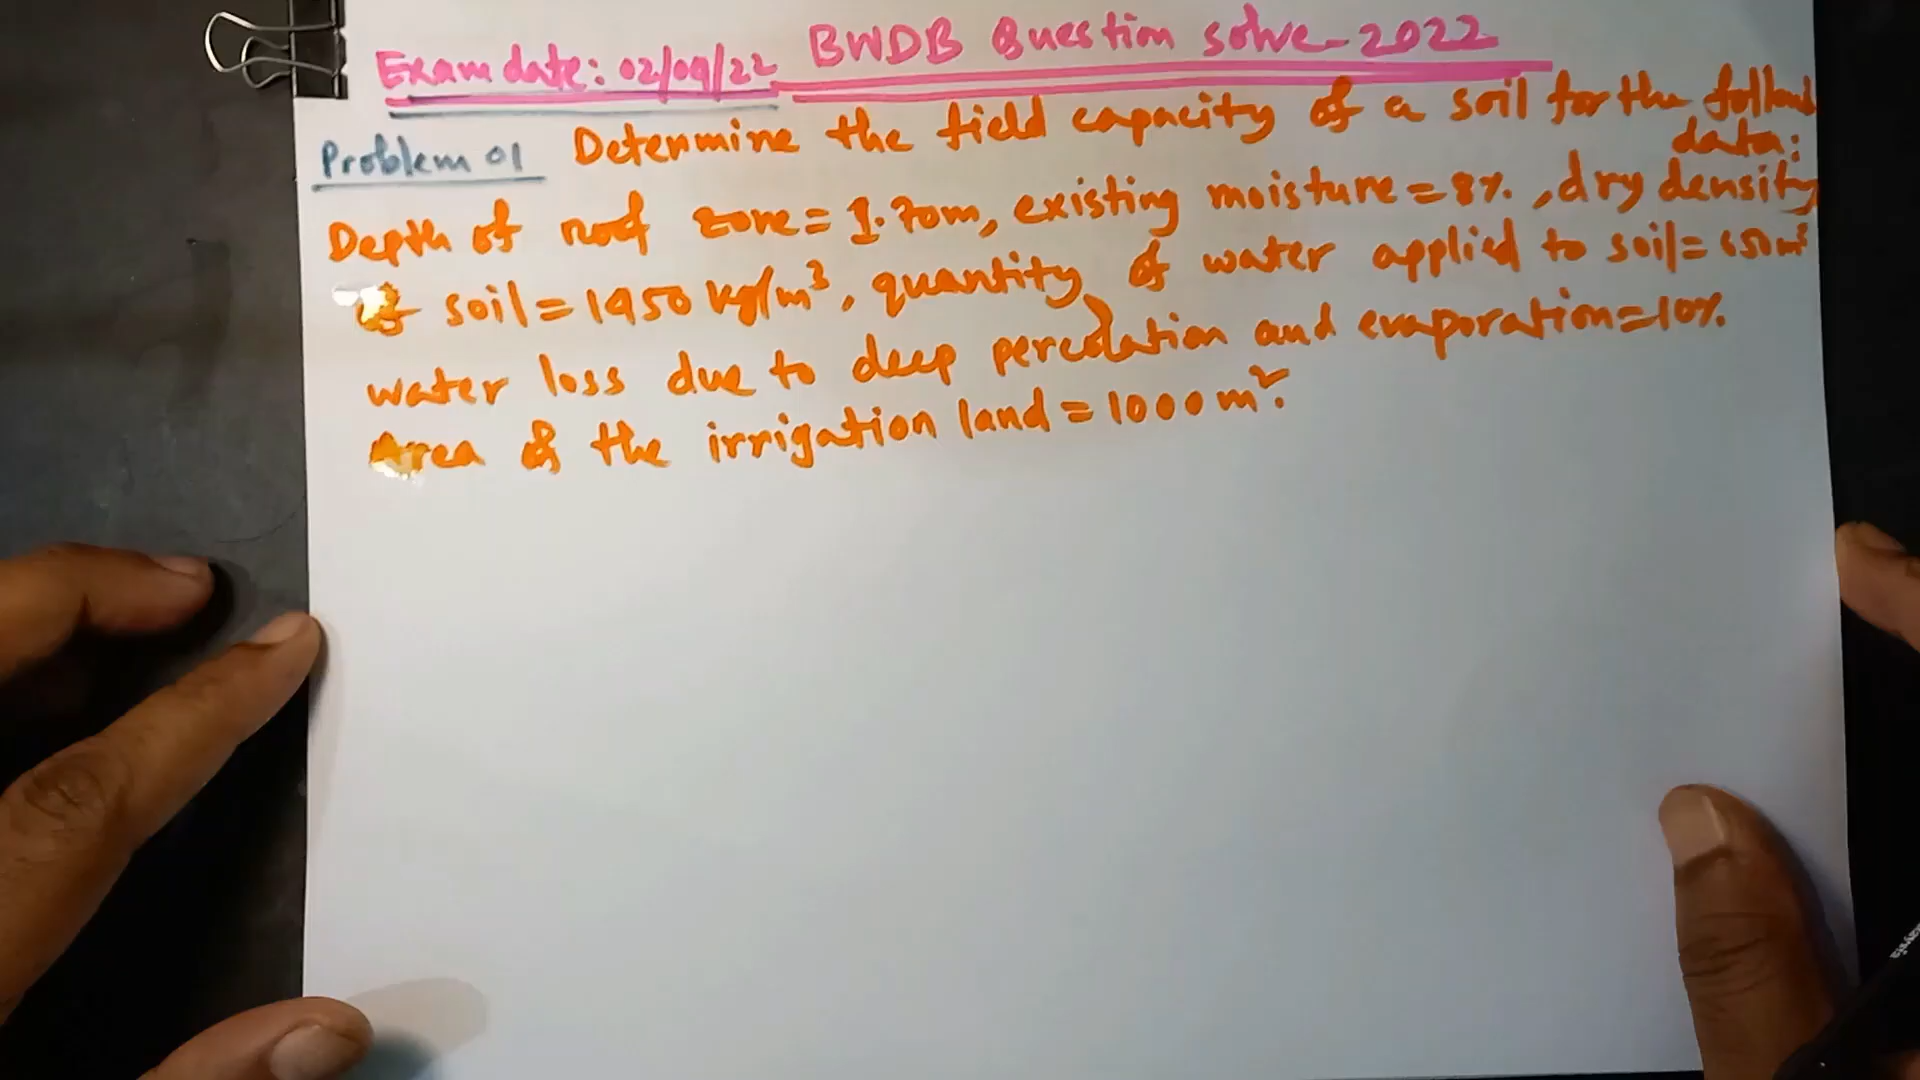 Exam date: 02/09/22 BWDB Question solve-2022
Problem 01 Determine the field capacity of a soil for the
data:
Depth of root zone = 1.70m, existing moisture = 8%, dry density
of soil = 1450 kg/m³, quantity of water applied to soil = 650m³
water loss due to deep percolation and evaporation = 10%.
Area of the irrigation land = 1000 m².